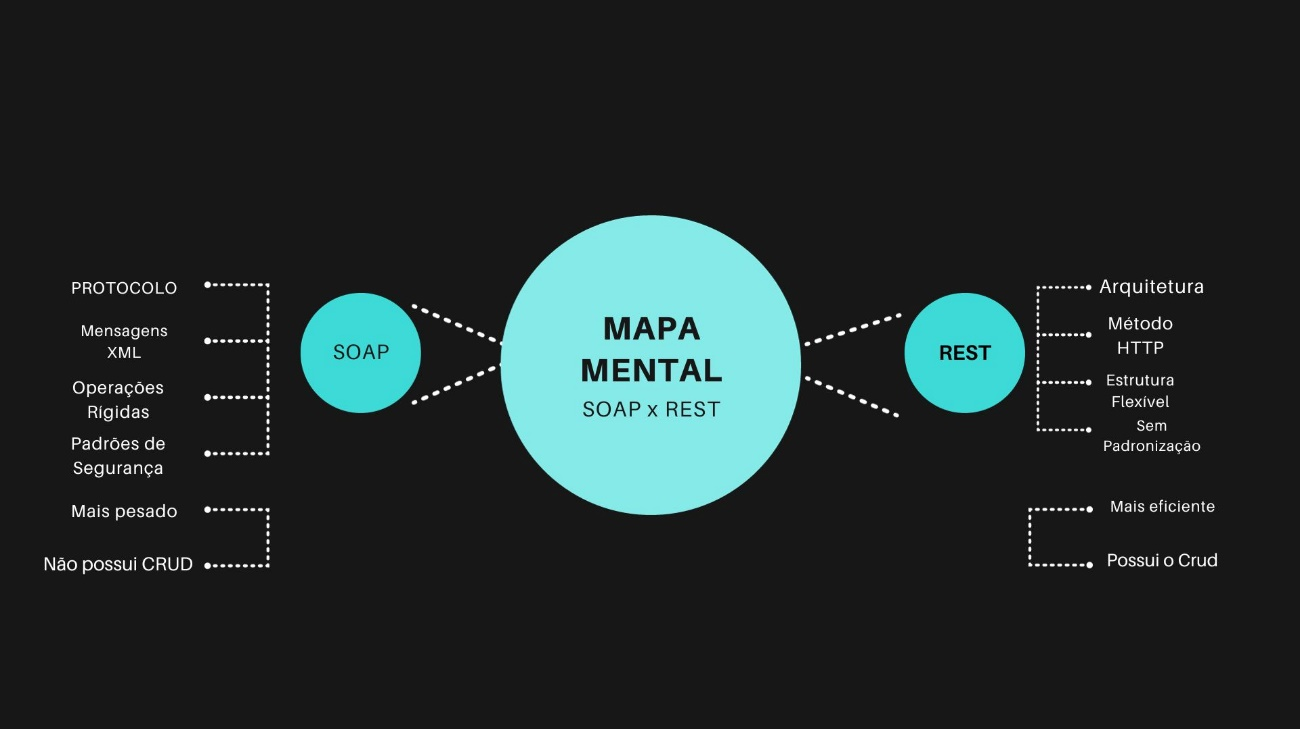 PROTOCOLO
Mensagens
XML
Operações
Rígidas
Padrões de
Segurança
Mais pesado
Não possui CRUD
SOAP
MAPA
MENTAL
SOAP x REST
REST
Arquitetura
Método
HTTP
Estrutura
Flexível
Sem
Padronização
Mais eficiente
Possui o Crud